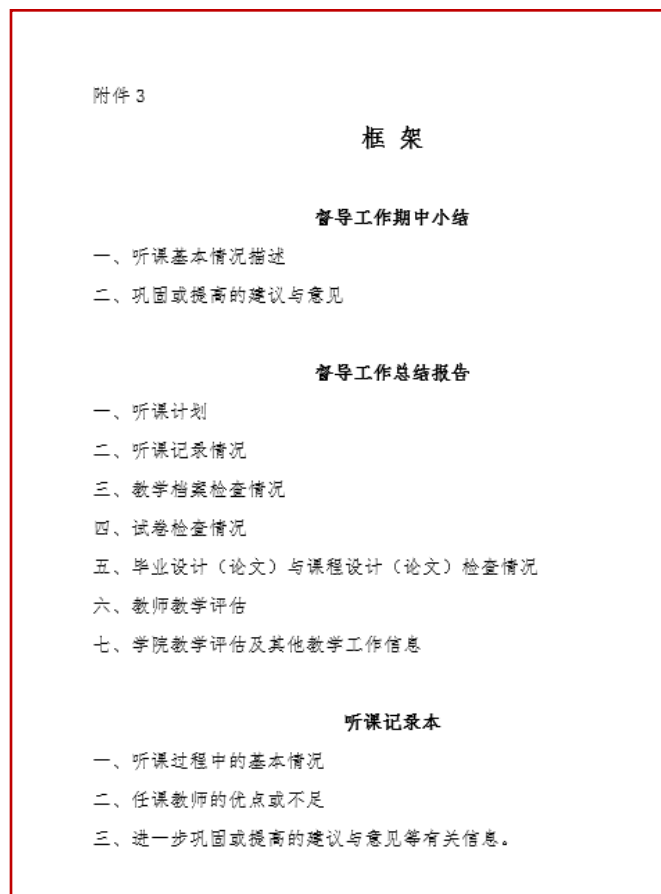 附件 3
框 架
督导工作期中小结
一、听课基本情况描述
二、巩固或提高的建议与意见
督导工作总结报告
一、听课计划
二、听课记录情况
三、教学档案检查情况
四、试卷检查情况
五、毕业设计（论文）与课程设计（论文）检查情况
六、教师教学评估
七、学院教学评估及其他教学工作信息
听课记录本
一、听课过程中的基本情况
二、任课教师的优点或不足
三、进一步巩固或提高的建议与意见等有关信息。